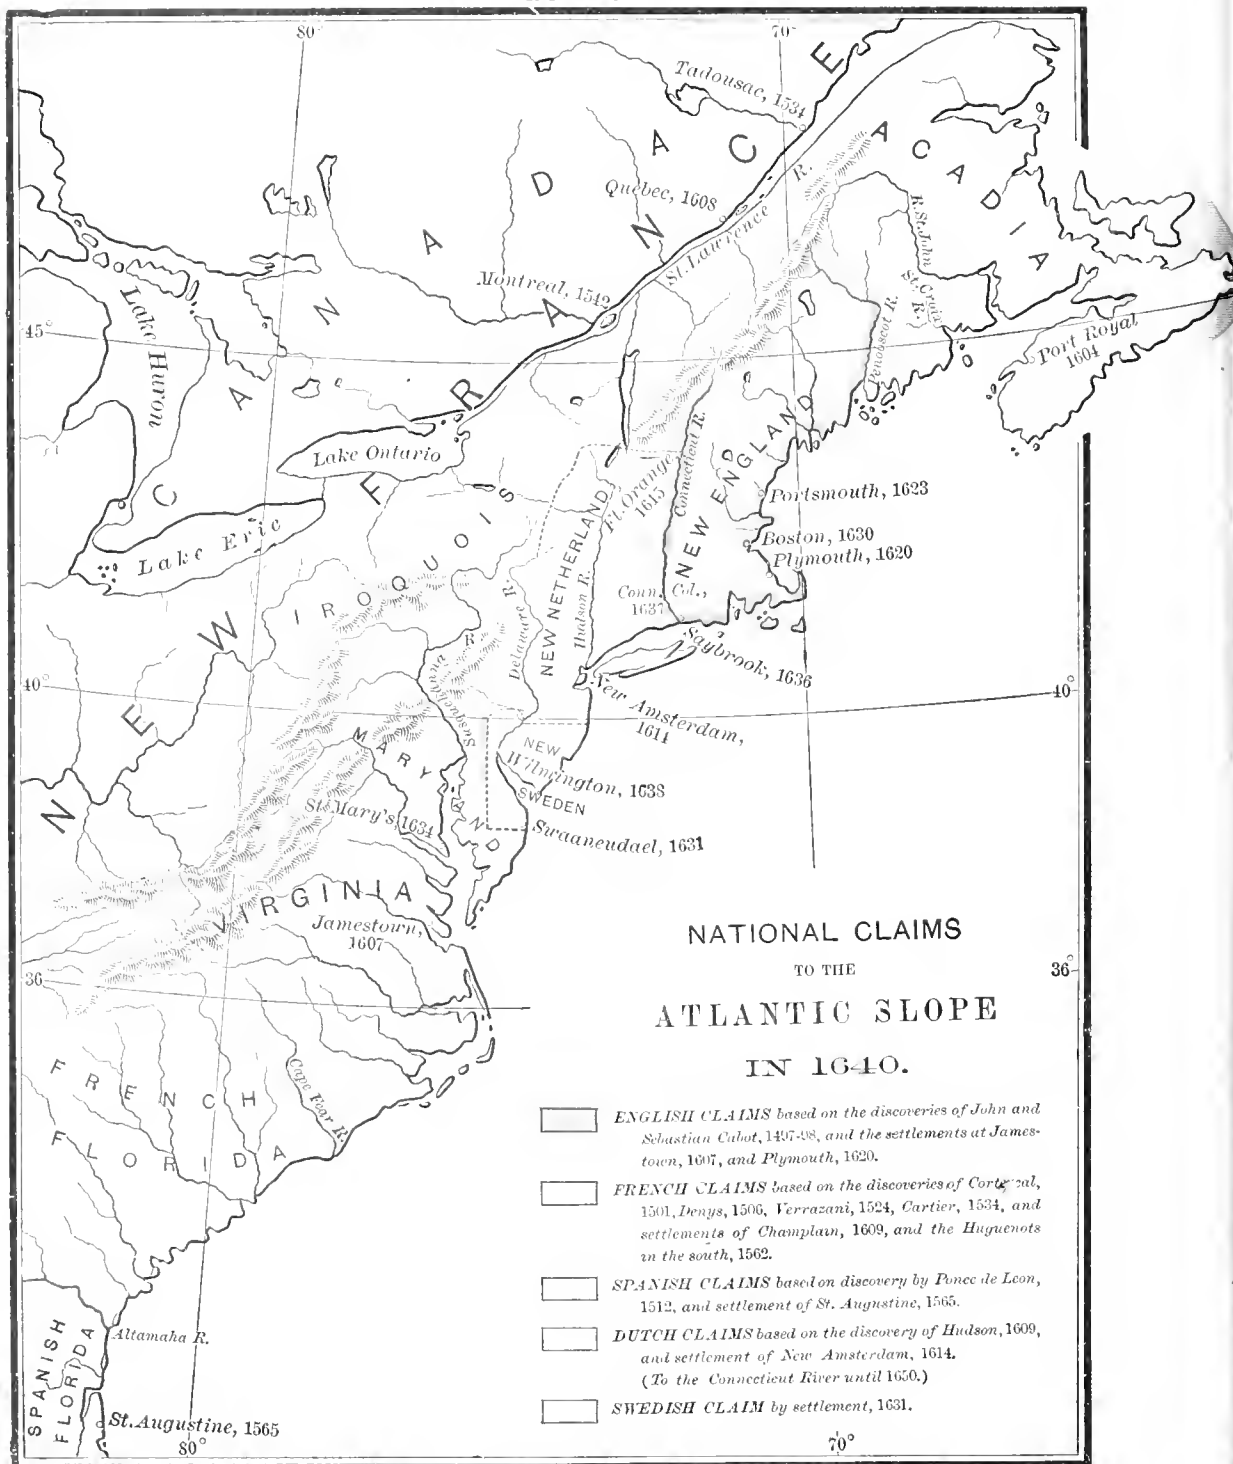 80°
70°
Tadousac, 1534
CANADA
ACADIA
NEW FRANCE
Quebec, 1608
R. St. John
St. Lawrence R.
Montreal, 1542
St. Croix R.
Penobscot R.
Port Royal
1604
45°
Lake Huron
Lake Ontario
Lake Erie
Connecticut R.
NEW ENGLAND
Portsmouth, 1623
Ft. Orange,
1615
Boston, 1630
Plymouth, 1620
IROQUOIS
NEW NETHERLAND
Hudson R.
Delaware R.
Conn. Col.,
1637
Saybrook, 1636
Susquehanna R.
40°
40°
New Amsterdam,
1614
MARYLAND
NEW
Wilmington, 1638
SWEDEN
St. Mary's, 1634
Swaanendael, 1631
VIRGINIA
Jamestown,
1607
36
36°
NATIONAL CLAIMS
TO THE
ATLANTIC SLOPE
IN 1640.
FRENCH
FLORIDA
Cape Fear R.
ENGLISH CLAIMS based on the discoveries of John and
Sebastian Cabot, 1497-98, and the settlements at James-
town, 1607, and Plymouth, 1620.
FRENCH CLAIMS based on the discoveries of
1501, Denys, 1506, Verrazani, 1524, Cartier, 1534, and
settlements of Champlain, 1609, and the Huguenots
in the south, 1562.
SPANISH CLAIMS based on discovery by Ponce de Leon,
1512, and settlement of St. Augustine, 1565.
DUTCH CLAIMS based on the discovery of Hudson, 1609,
and settlement of New Amsterdam, 1614.
(To the Connecticut River until 1650.)
SWEDISH CLAIM by settlement, 1631.
Altamaha R.
SPANISH
FLORIDA
St. Augustine, 1565
80°
70°